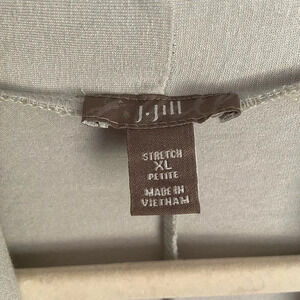 J.Jill
STRETCH
XL
PETITE
MADE IN
VIETNAM